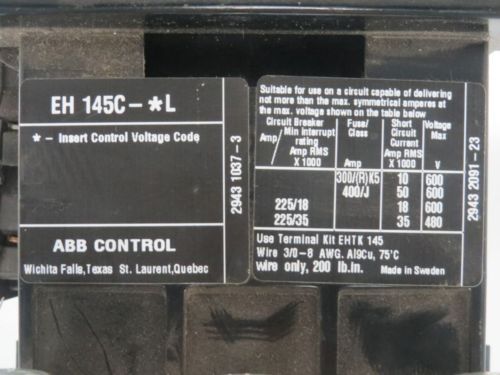 EH 145C-*L
* - Insert Control Voltage Code
2943 1037-3
ABB CONTROL
Wichita Falls,Texas St. Laurent,Quebec
Suitable for use on a circuit capable of delivering
not more than the max. symmetrical amperes at
the max. voltage shown on the table below
Circuit Breaker Fuse/ Short Voltage
Amp/ Min Interrupt Class Circuit Max
rating Current
Amp RMS Amp Amp RMS V
X 1000 X 1000
300/(R)K5 10 600
400/J 50 600
225/18 18 600
225/35 35 480
Use Terminal Kit EHTK 145
Wire 3/0-8 AWG. Al9Cu, 75°C
wire only, 200 lb.in. Made in Sweden
2943 2091-23